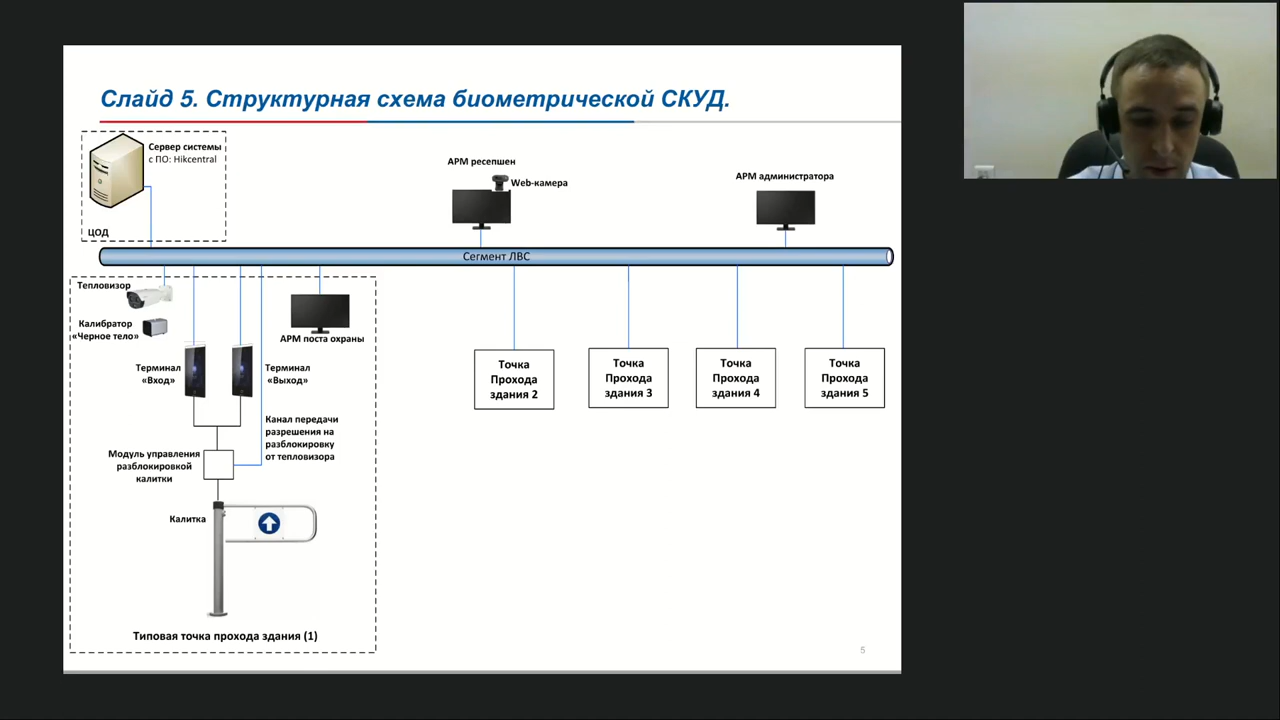 Слайд 5. Структурная схема биометрической СКУД.
Сервер системы
с ПО: Hikcentral
ЦОД
АРМ ресепшен
Web-камера
АРМ администратора
Сегмент ЛВС
Тепловизор
Калибратор
«Черное тело»
АРМ поста охраны
Терминал
«Вход»
Терминал
«Выход»
Канал передачи
разрешения на
разблокировку
от тепловизора
Модуль управления
разблокировкой
калитки
Калитка
Типовая точка прохода здания (1)
Точка
Прохода
здания 2
Точка
Прохода
здания 3
Точка
Прохода
здания 4
Точка
Прохода
здания 5
5